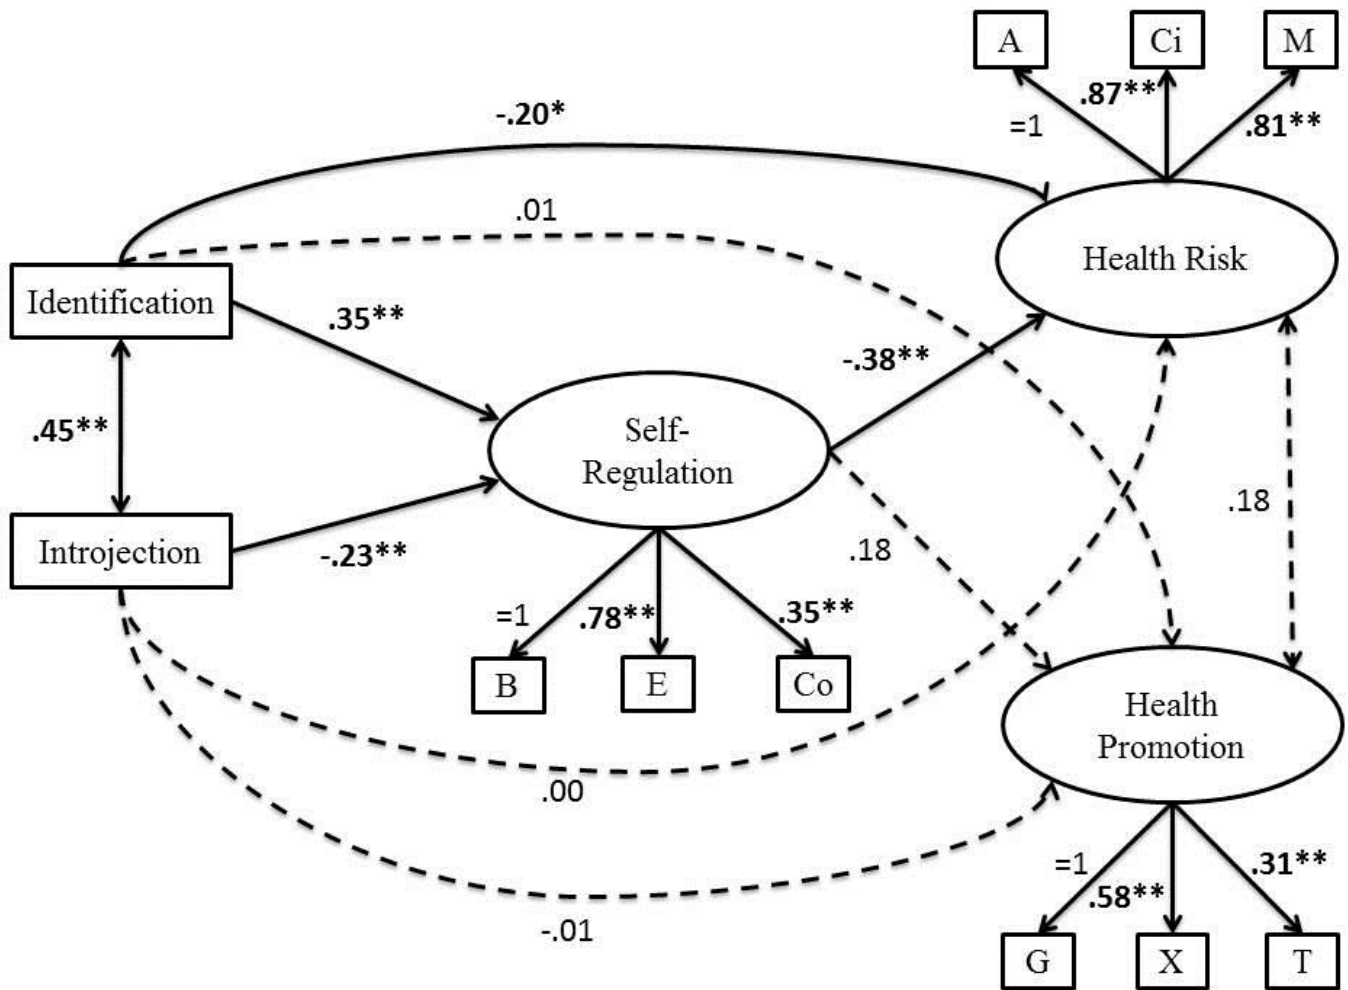 A
Ci
M
.87**
=1
.81**
-.20*
.01
Health Risk
Identification
.35**
-.38**
.45**
Self-
Regulation
.18
Introjection
-.23**
.18
=1
.78**
.35**
B
E
Co
Health
Promotion
.00
=1
.58**
.31**
-.01
G
X
T